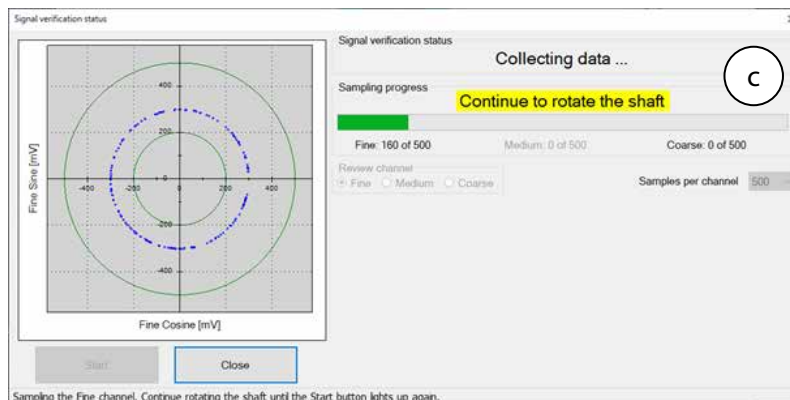 Signal verification status
Signal verification status
Collecting data ...
Sampling progress
Continue to rotate the shaft
Fine: 160 of 500 Medium: 0 of 500 Coarse: 0 of 500
Review channel
Fine Medium Coarse
Samples per channel 500
C
Fine Sine [mV]
400
200
-400 -200 0 200 400
0
-200
-400
Fine Cosine [mV]
Start Close
Sampling the Fine channel. Continue rotating the shaft until the Start button lights up again.